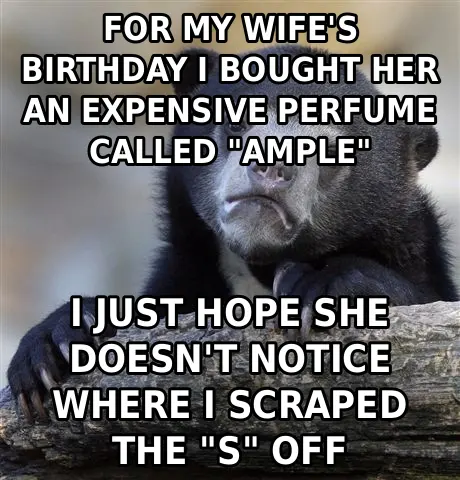 FOR MY WIFE'S
BIRTHDAY I BOUGHT HER
AN EXPENSIVE PERFUME
CALLED "AMPLE"
I JUST HOPE SHE
DOESN'T NOTICE
WHERE I SCRAPED
THE "S" OFF